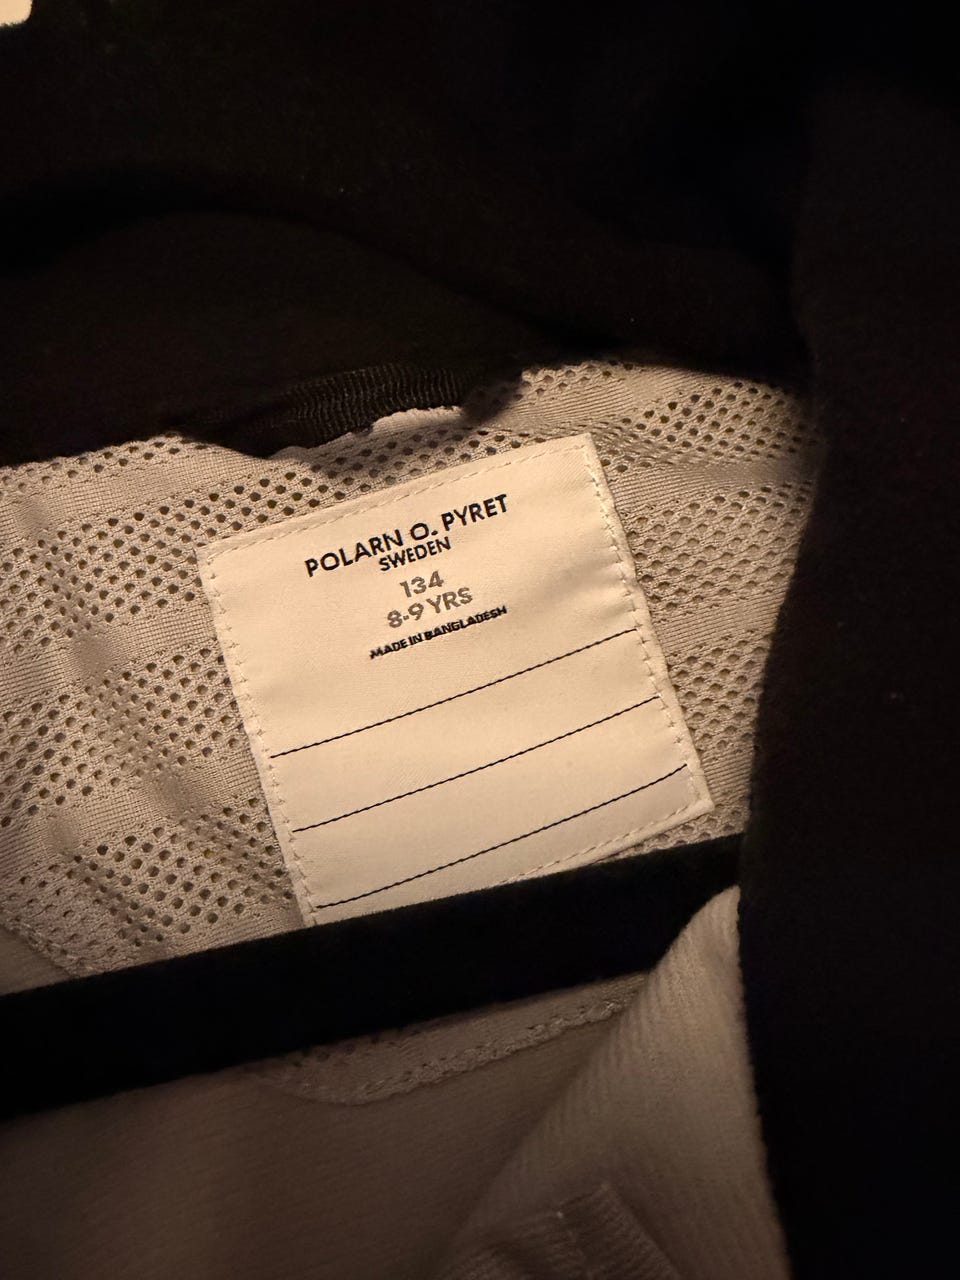 POLARN O. PYRET
SWEDEN
134
8-9 YRS
MADE IN BANGLADESH